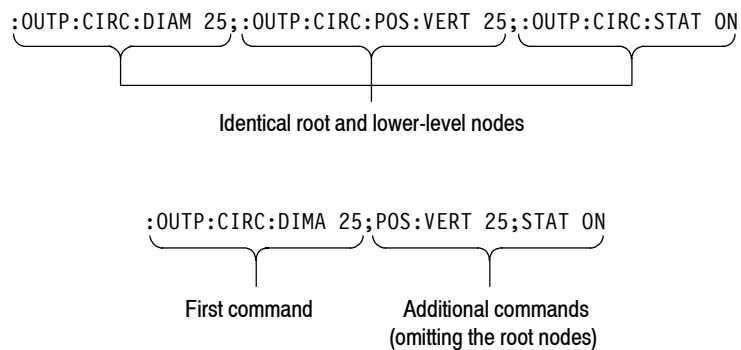 :OUTP:CIRC:DIAM 25;:OUTP:CIRC:POS:VERT 25;:OUTP:CIRC:STAT ON
Identical root and lower-level nodes
:OUTP:CIRC:DIMA 25;POS:VERT 25;STAT ON
First command
Additional commands
(omitting the root nodes)